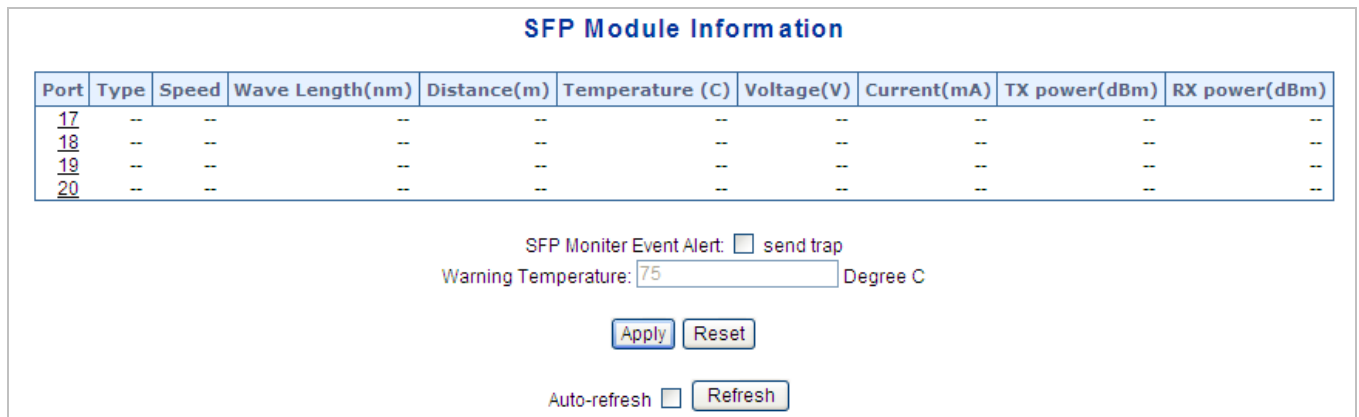 SFP Module Information
Port Type Speed Wave Length(nm) Distance(m) Temperature (C) Voltage(V) Current(mA) TX power(dBm) RX power(dBm)
17 -- -- -- -- -- -- -- -- --
18 -- -- -- -- -- -- -- -- --
19 -- -- -- -- -- -- -- -- --
20 -- -- -- -- -- -- -- -- --
SFP Moniter Event Alert: send trap
Warning Temperature: 75 Degree C
Apply Reset
Auto-refresh Refresh